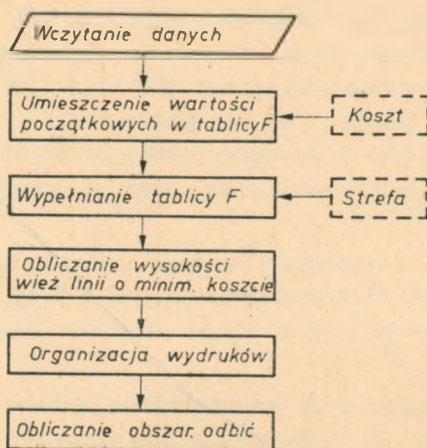 Wczytanie danych
Umieszczenie wartości
początkowych w tablicy F
Koszt
Wypełnianie tablicy F
Strefa
Obliczanie wysokości
wież linii o minim. koszcie
Organizacja wydruków
Obliczanie obszar. odbić